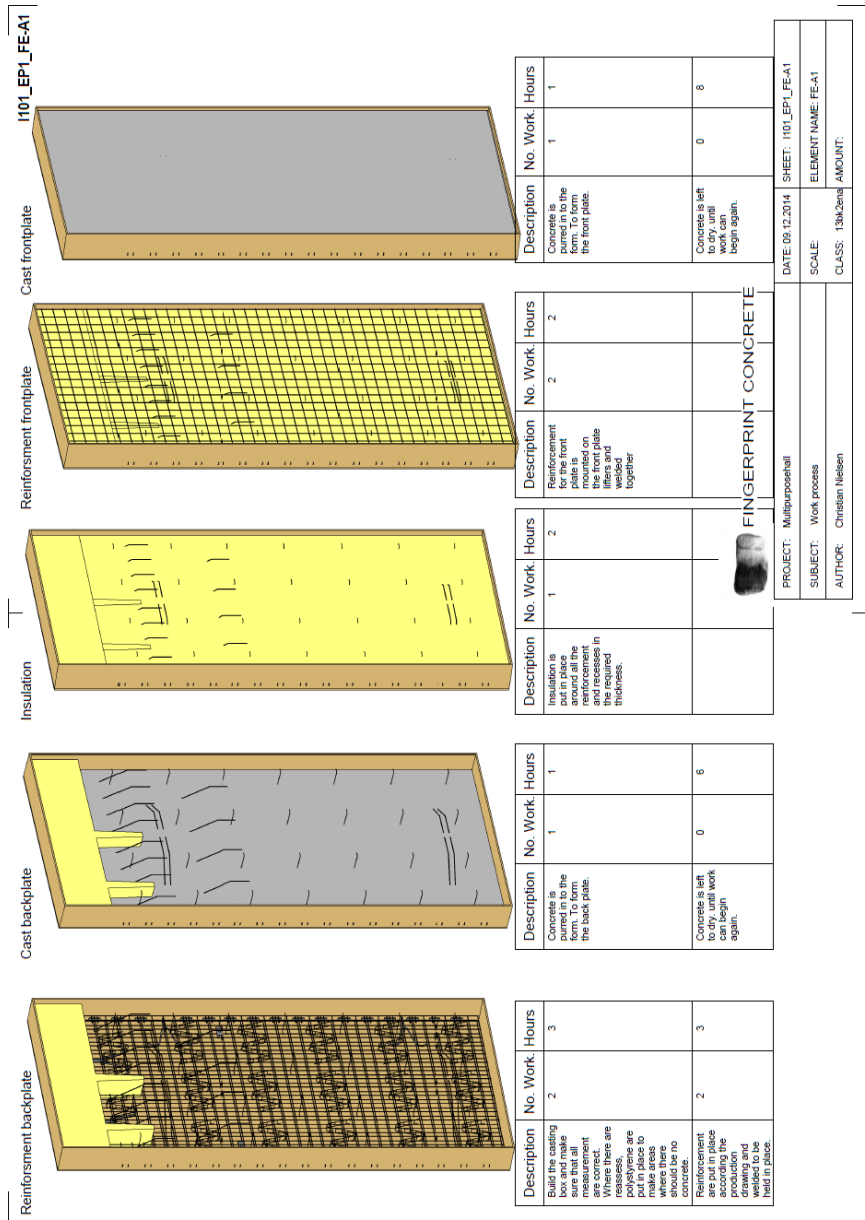 I101_EP1_FE-A1
Reinforsment backplate
Description
No. Work.
Hours
Build the casting
box and make
sure that all
measurement
are correct.
Where there are
reassess,
polystyrene are
put in place to
make areas
where there
should be no
concrete.
2
3
Reinforcement
are put in place
according the
production
drawing and
welded to be
held in place.
2
3
Cast backplate
Description
No. Work.
Hours
Concrete is
purred in to the
form. To form
the back plate.
1
1
Concrete is left
to dry, until work
can begin
again.
0
6
Insulation
Description
No. Work.
Hours
Insulation is
put in place
around all the
reinforcement
and recesses in
the required
thickness.
1
2
Reinforsment frontplate
Description
No. Work.
Hours
Reinforcement
for the front
plate is
mounted on
the front plate
lifters and
welded
together
2
2
Cast frontplate
Description
No. Work.
Hours
Concrete is
purred in to the
form. To form
the front plate.
1
1
Concrete is left
to dry, until
work can
begin again.
0
8
FINGERPRINT CONCRETE
PROJECT: Multipurposehall
DATE: 09.12.2014
SHEET: I101_EP1_FE-A1
SUBJECT: Work process
SCALE:
ELEMENT NAME: FE-A1
AUTHOR: Christian Nielsen
CLASS: 13bk2ena
AMOUNT: